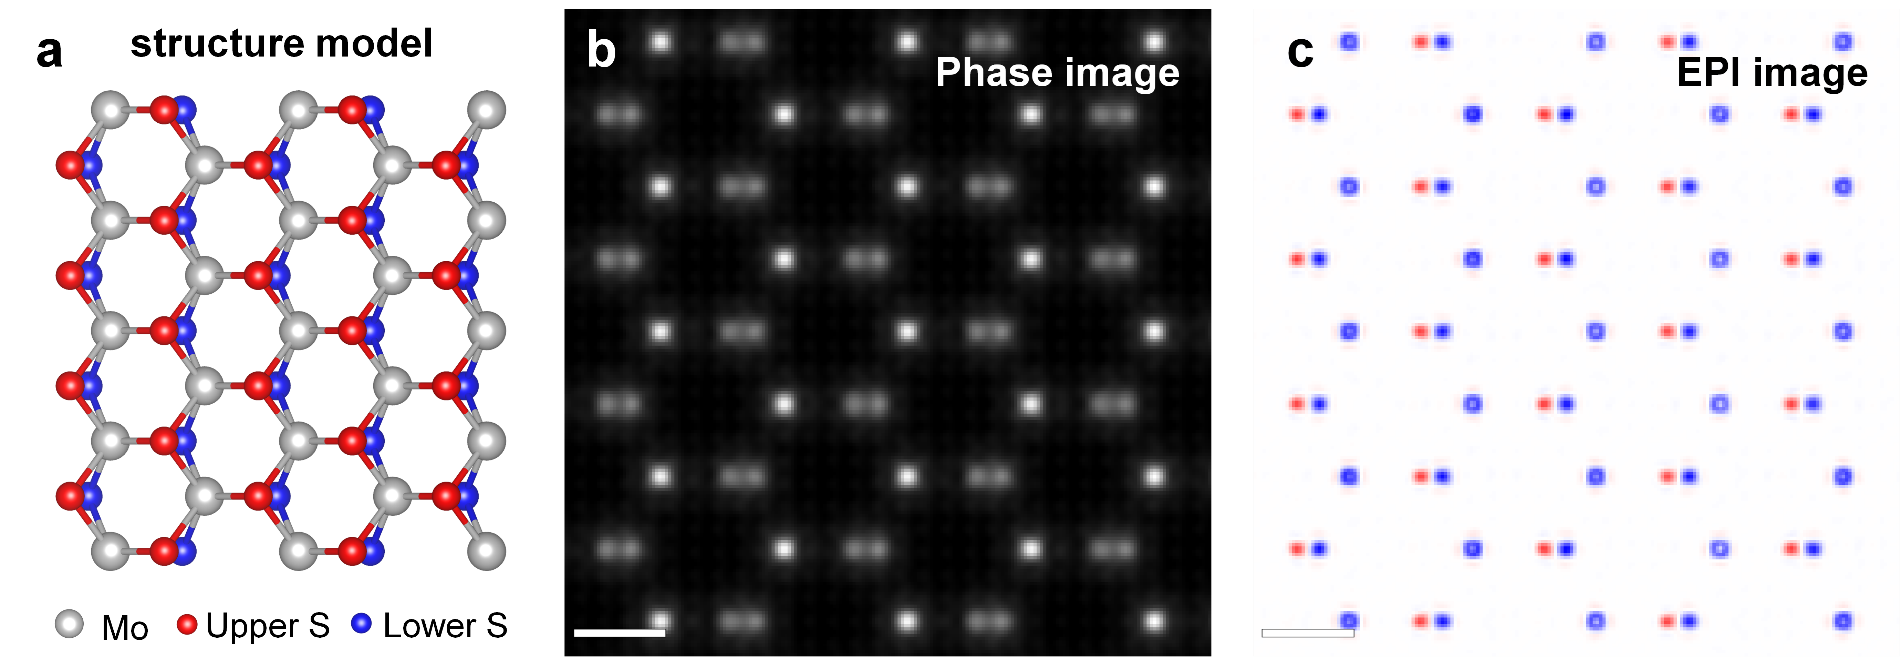 a
structure model
Mo
Upper S
Lower S
b
Phase image
c
EPI image